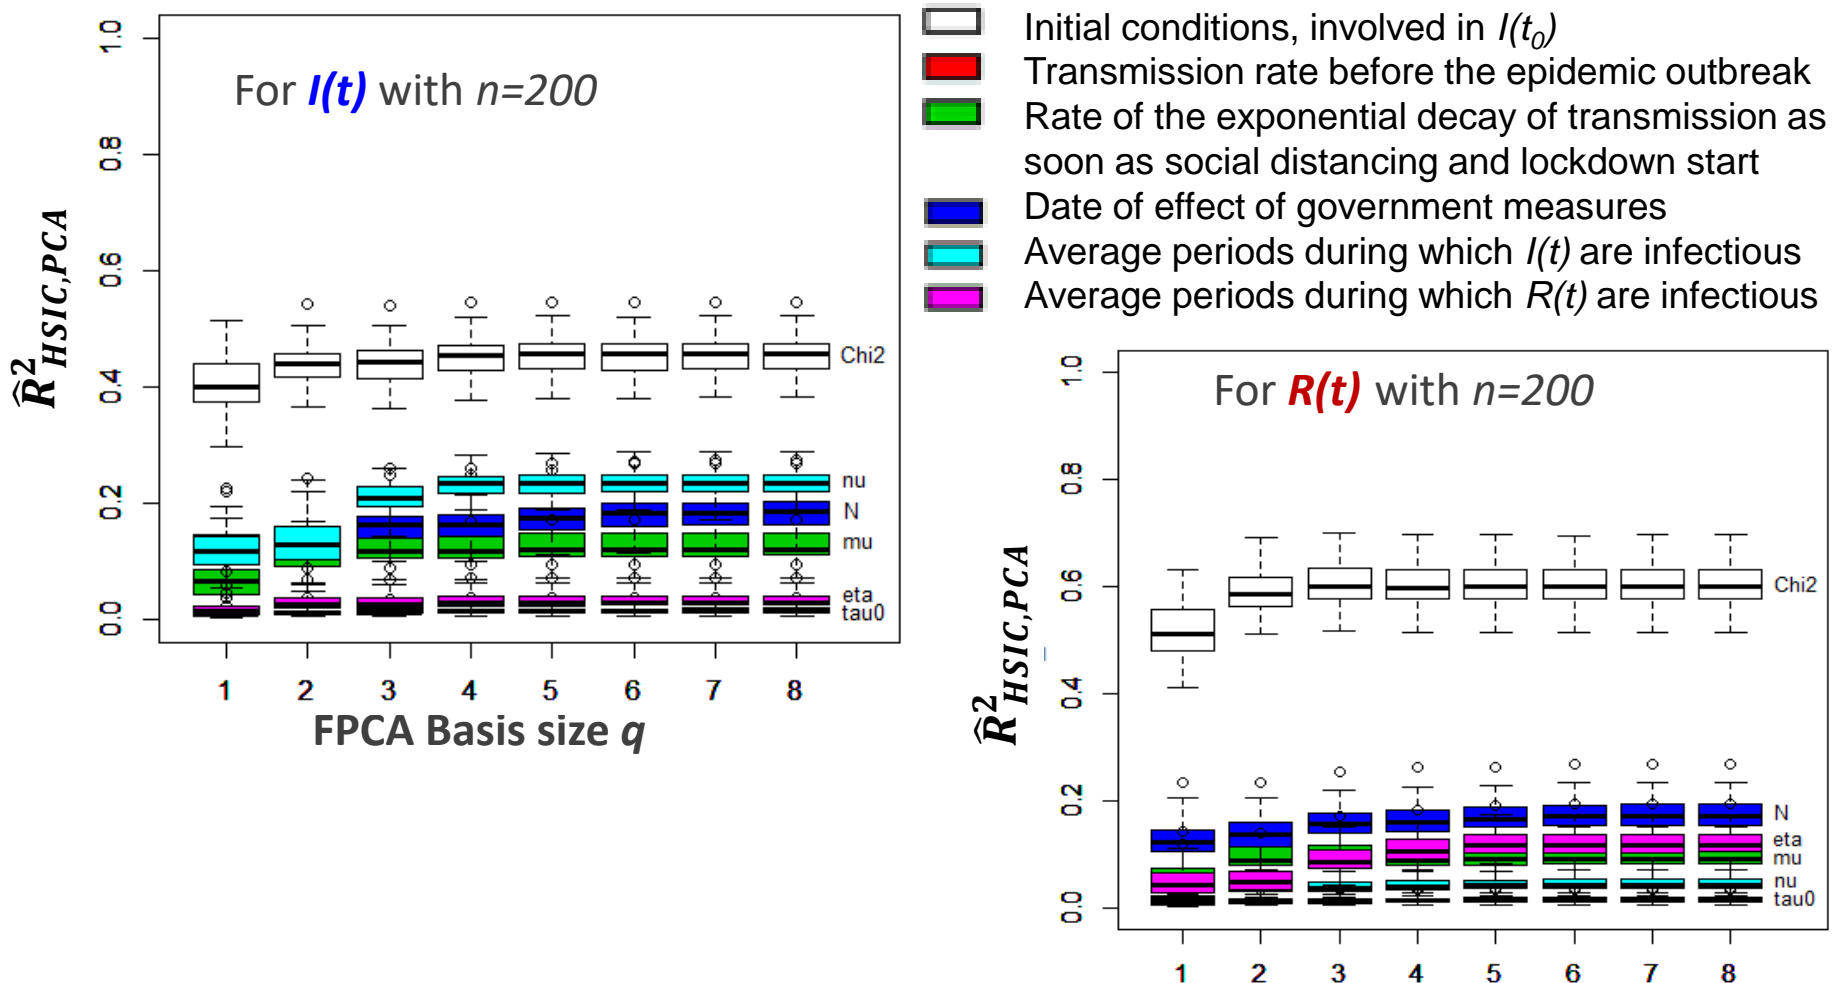 For I(t) with n=200
1.0
0.8
0.6
0.4
0.2
0.0
R̂²HSIC,PCA
Chi2
nu
N
mu
eta
tau0
1 2 3 4 5 6 7 8
FPCA Basis size q
Initial conditions, involved in I(t₀)
Transmission rate before the epidemic outbreak
Rate of the exponential decay of transmission as
soon as social distancing and lockdown start
Date of effect of government measures
Average periods during which I(t) are infectious
Average periods during which R(t) are infectious
For R(t) with n=200
1.0
0.8
0.6
0.4
0.2
0.0
R̂²HSIC,PCA
Chi2
N
eta
mu
nu
tau0
1 2 3 4 5 6 7 8